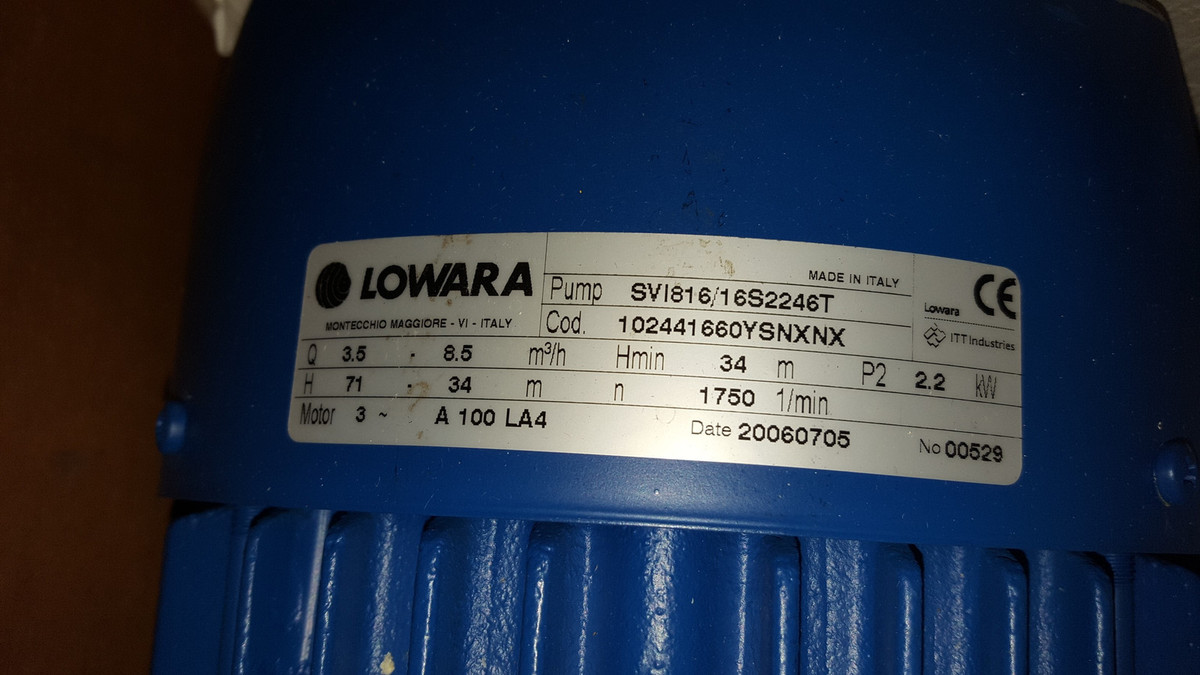 LOWARA
MONTECCHIO MAGGIORE - VI - ITALY
MADE IN ITALY
Pump SVI816/16S2246T
Cod. 102441660YSNXNX
CE
Lowara
ITT Industries
Q 3.5 - 8.5 m³/h Hmin 34 m P2 2.2 kW
H 71 - 34 m n 1750 1/min
Motor 3 ~ A 100 LA4 Date 20060705 No 00529